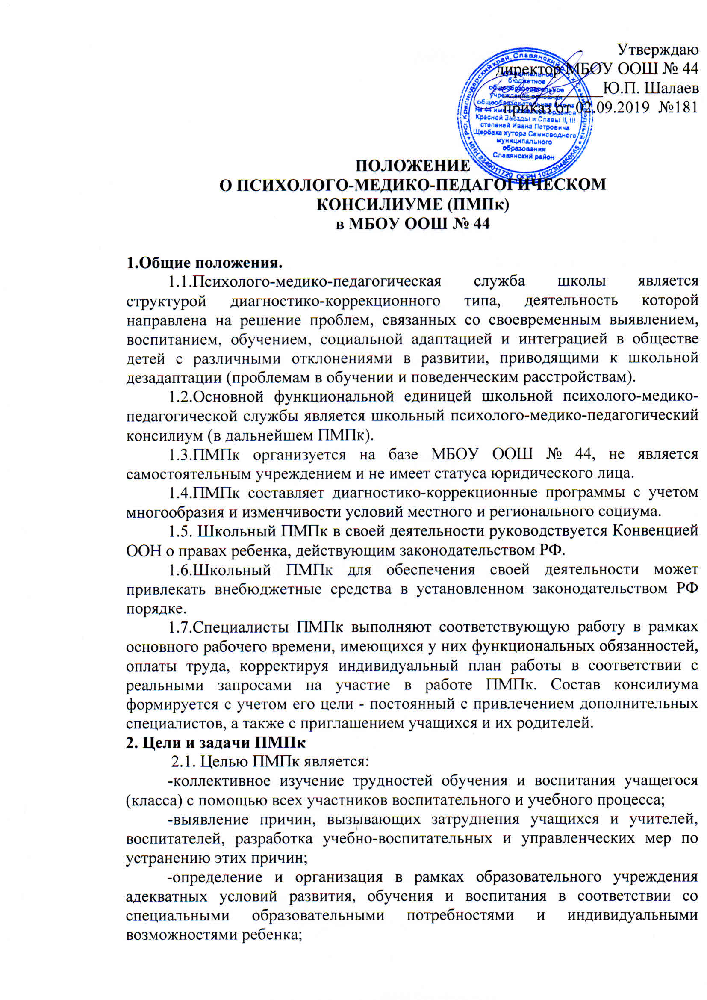 Утверждаю
директор МБОУ ООШ № 44
Ю.П. Шалаев
приказ от 02.09.2019 №181
муниципальное
бюджетное
общеобразовательное
учреждение основная
общеобразовательная школа
№ 44 имени кавалера орденов
Красной Звезды и Славы II, III
степеней Ивана Петровича
Щербака хутора Семисводного
муниципального
образования
Славянский район
Краснодарский край, Славянский
ИНН 2349011720 ОГРН
ПОЛОЖЕНИЕ
О ПСИХОЛОГО-МЕДИКО-ПЕДАГОГИЧЕСКОМ
КОНСИЛИУМЕ (ПМПк)
в МБОУ ООШ № 44
1.Общие положения.
1.1.Психолого-медико-педагогическая служба школы является
структурой диагностико-коррекционного типа, деятельность которой
направлена на решение проблем, связанных со своевременным выявлением,
воспитанием, обучением, социальной адаптацией и интеграцией в обществе
детей с различными отклонениями в развитии, приводящими к школьной
дезадаптации (проблемам в обучении и поведенческим расстройствам).
1.2.Основной функциональной единицей школьной психолого-медико-
педагогической службы является школьный психолого-медико-педагогический
консилиум (в дальнейшем ПМПк).
1.3.ПМПк организуется на базе МБОУ ООШ № 44, не является
самостоятельным учреждением и не имеет статуса юридического лица.
1.4.ПМПк составляет диагностико-коррекционные программы с учетом
многообразия и изменчивости условий местного и регионального социума.
1.5. Школьный ПМПк в своей деятельности руководствуется Конвенцией
ООН о правах ребенка, действующим законодательством РФ.
1.6.Школьный ПМПк для обеспечения своей деятельности может
привлекать внебюджетные средства в установленном законодательством РФ
порядке.
1.7.Специалисты ПМПк выполняют соответствующую работу в рамках
основного рабочего времени, имеющихся у них функциональных обязанностей,
оплаты труда, корректируя индивидуальный план работы в соответствии с
реальными запросами на участие в работе ПМПк. Состав консилиума
формируется с учетом его цели - постоянный с привлечением дополнительных
специалистов, а также с приглашением учащихся и их родителей.
2. Цели и задачи ПМПк
2.1. Целью ПМПк является:
-коллективное изучение трудностей обучения и воспитания учащегося
(класса) с помощью всех участников воспитательного и учебного процесса;
-выявление причин, вызывающих затруднения учащихся и учителей,
воспитателей, разработка учебно-воспитательных и управленческих мер по
устранению этих причин;
-определение и организация в рамках образовательного учреждения
адекватных условий развития, обучения и воспитания в соответствии со
специальными образовательными потребностями и индивидуальными
возможностями ребенка;